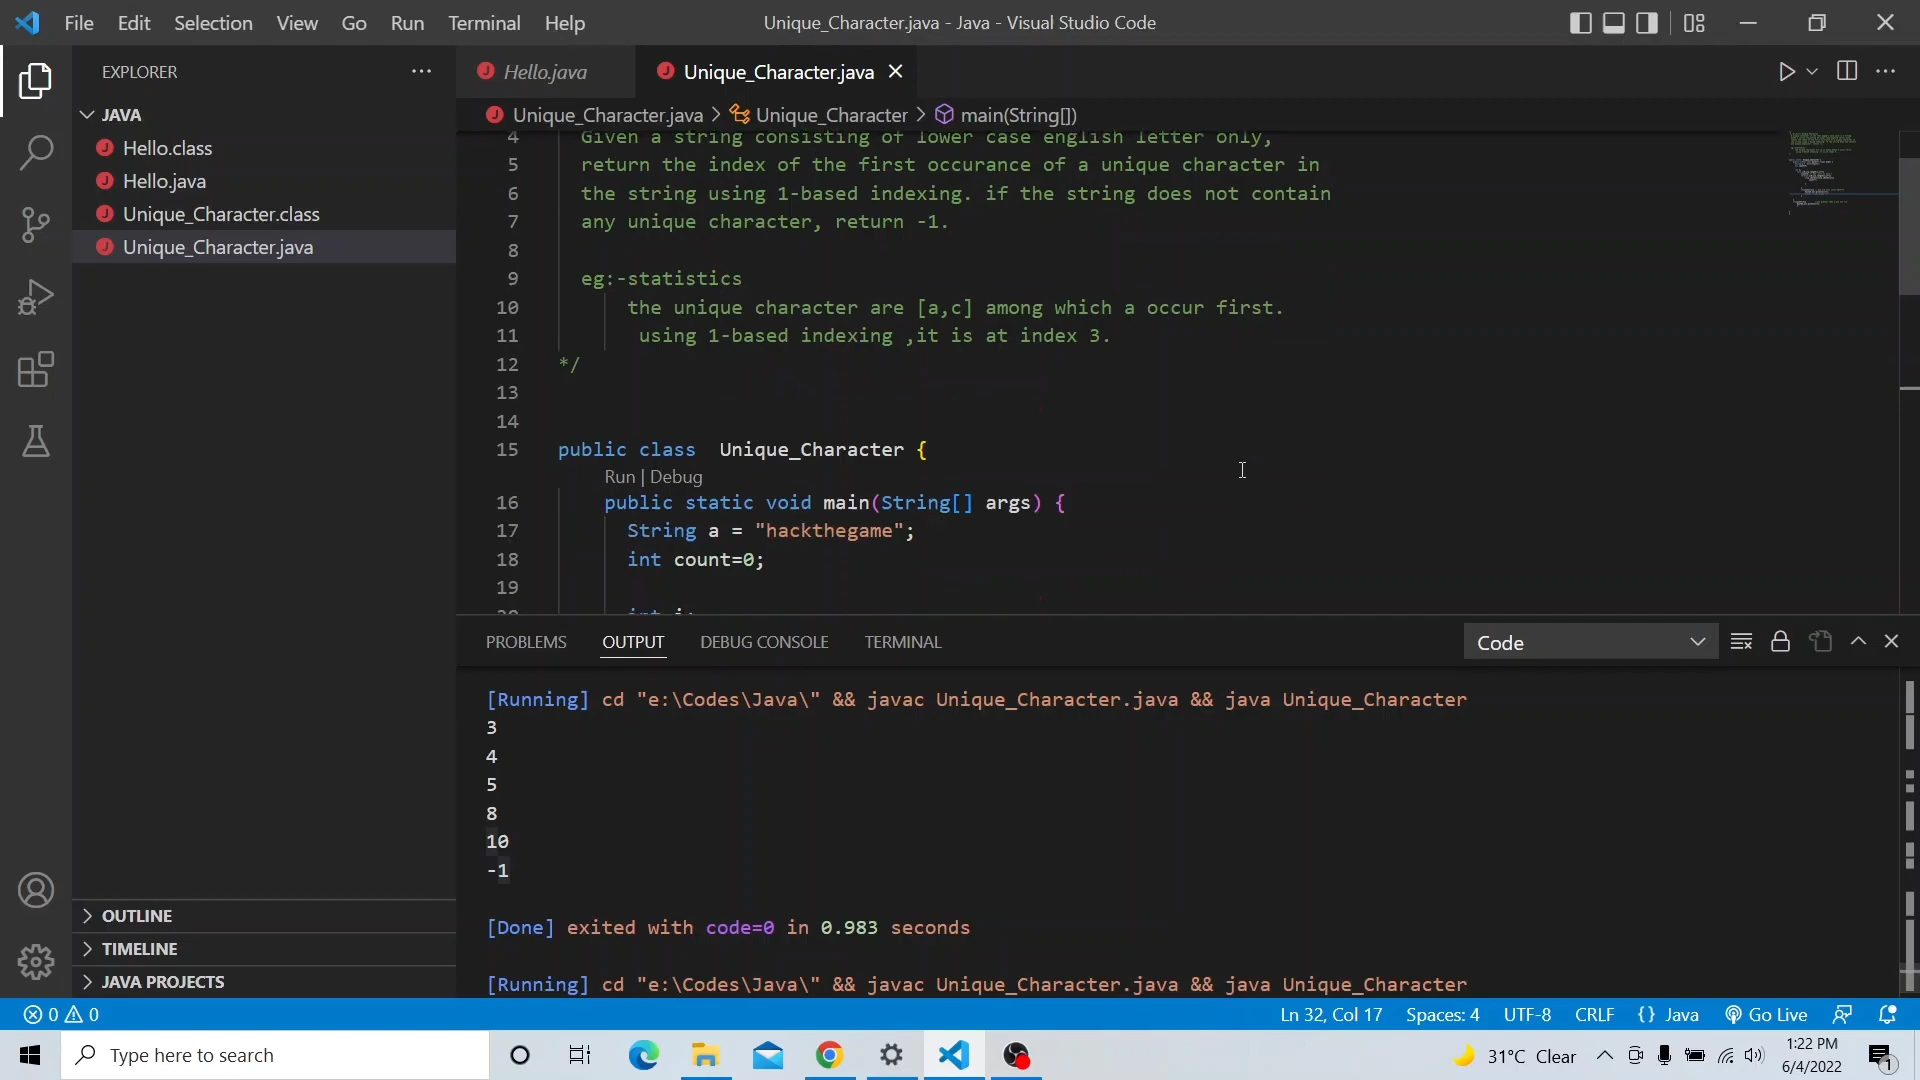 File Edit Selection View Go Run Terminal Help
Unique_Character.java - Java - Visual Studio Code
EXPLORER
JAVA
Hello.class
Hello.java
Unique_Character.class
Unique_Character.java
OUTLINE
TIMELINE
JAVA PROJECTS
Hello.java Unique_Character.java
Unique_Character.java > Unique_Character > main(String[])
4 Given a string consisting of lower case english letter only,
5 return the index of the first occurance of a unique character in
6 the string using 1-based indexing. if the string does not contain
7 any unique character, return -1.
8
9 eg:-statistics
10 the unique character are [a,c] among which a occur first.
11 using 1-based indexing ,it is at index 3.
12 */
13
14
15 public class  Unique_Character {
Run | Debug
16 public static void main(String[] args) {
17 String a = "hackthegame";
18 int count=0;
19
PROBLEMS OUTPUT DEBUG CONSOLE TERMINAL
Code
[Running] cd "e:\Codes\Java\" && javac Unique_Character.java && java Unique_Character
3
4
5
8
10
-1
[Done] exited with code=0 in 0.983 seconds
[Running] cd "e:\Codes\Java\" && javac Unique_Character.java && java Unique_Character
0 0
Ln 32, Col 17 Spaces: 4 UTF-8 CRLF {} Java Go Live
Type here to search
31°C Clear
1:22 PM
6/4/2022
1